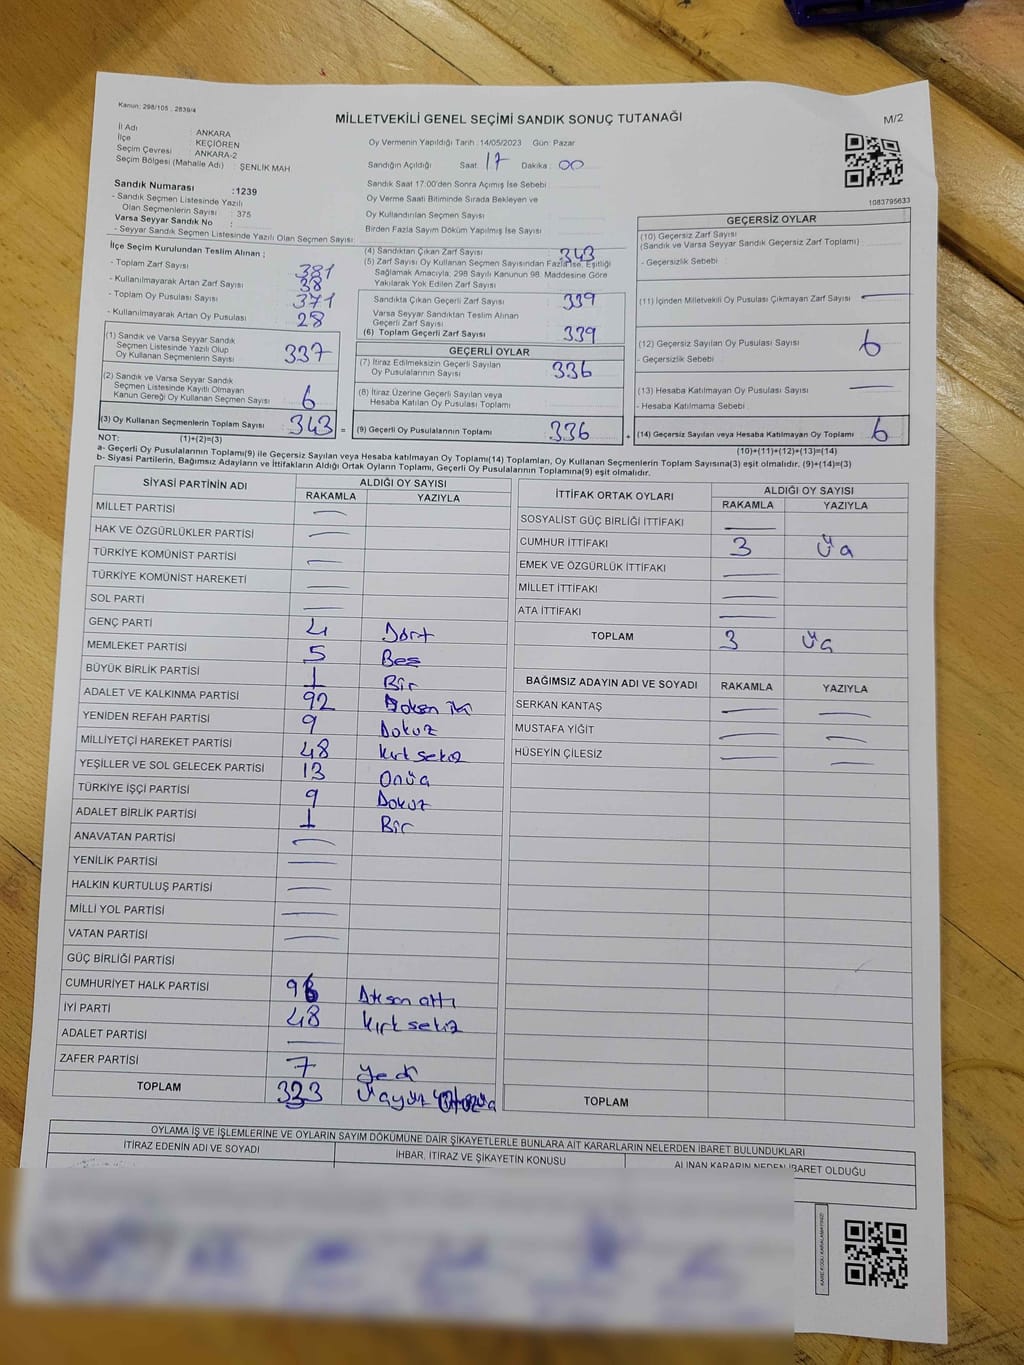 Kanun: 298/105 , 2839/4
MİLLETVEKİLİ GENEL SEÇİMİ SANDIK SONUÇ TUTANAĞI
M/2
İl Adı : ANKARA
İlçe : KEÇİÖREN
Seçim Çevresi : ANKARA-2
Seçim Bölgesi (Mahalle Adı) : ŞENLİK MAH
Oy Vermenin Yapıldığı Tarih :14/05/2023 Gün: Pazar
Sandığın Açıldığı Saat : 17 Dakika : 00
Sandık Saat 17:00'den Sonra Açımış İse Sebebi :
Oy Verme Saati Bitiminde Sırada Bekleyen ve
Oy Kullandırılan Seçmen Sayısı :
Birden Fazla Sayım Döküm Yapılmış İse Sayısı :
1083795633
Sandık Numarası :1239
- Sandık Seçmen Listesinde Yazılı
Olan Seçmenlerin Sayısı : 375
Varsa Seyyar Sandık No :
- Seyyar Sandık Seçmen Listesinde Yazılı Olan Seçmen Sayısı:
İlçe Seçim Kurulundan Teslim Alınan ;
- Toplam Zarf Sayısı 381
- Kullanılmayarak Artan Zarf Sayısı 38
- Toplam Oy Pusulası Sayısı 371
- Kullanılmayarak Artan Oy Pusulası 28
(1) Sandık ve Varsa Seyyar Sandık
Seçmen Listesinde Yazılı Olup
Oy Kullanan Seçmenlerin Sayısı 337
(2) Sandık ve Varsa Seyyar Sandık
Seçmen Listesinde Kayıtlı Olmayan
Kanun Gereği Oy Kullanan Seçmen Sayısı 6
(3) Oy Kullanan Seçmenlerin Toplam Sayısı 343 =
(4) Sandıktan Çıkan Zarf Sayısı 343
(5) Zarf Sayısı Oy Kullanan Seçmen Sayısından Fazla İse, Eşitliği
Sağlamak Amacıyla, 298 Sayılı Kanunun 98. Maddesine Göre
Yakılarak Yok Edilen Zarf Sayısı
Sandıkta Çıkan Geçerli Zarf Sayısı 339
Varsa Seyyar Sandıktan Teslim Alınan
Geçerli Zarf Sayısı
(6) Toplam Geçerli Zarf Sayısı 339
GEÇERLİ OYLAR
(7) İtiraz Edilmeksizin Geçerli Sayılan
Oy Pusulalarının Sayısı 336
(8) İtiraz Üzerine Geçerli Sayılan veya
Hesaba Katılan Oy Pusulası Toplamı
(9) Geçerli Oy Pusulalarının Toplamı 336 +
GEÇERSİZ OYLAR
(10) Geçersiz Zarf Sayısı
(Sandık ve Varsa Seyyar Sandık Geçersiz Zarf Toplamı)
- Geçersizlik Sebebi :
(11) İçinden Milletvekili Oy Pusulası Çıkmayan Zarf Sayısı —
(12) Geçersiz Sayılan Oy Pusulası Sayısı 6
- Geçersizlik Sebebi :
(13) Hesaba Katılmayan Oy Pusulası Sayısı —
- Hesaba Katılmama Sebebi :
(14) Geçersiz Sayılan veya Hesaba Katılmayan Oy Pusulası Toplamı 6
NOT: (1)+(2)=(3)
(10)+(11)+(12)+(13)=(14)
a- Geçerli Oy Pusulalarının Toplamı(9) ile Geçersiz Sayılan veya Hesaba Katılmayan Oy Toplamı(14) Toplamları, Oy Kullanan Seçmenlerin Toplam Sayısına(3) eşit olmalıdır. (9)+(14)=(3)
b- Siyasi Partilerin, Bağımsız Adayların ve İttifakların Aldığı Ortak Oyların Toplamı, Geçerli Oy Pusulalarının Toplamına(9) eşit olmalıdır.
SİYASİ PARTİNİN ADI ALDIĞI OY SAYISI
RAKAMLA YAZIYLA
MİLLET PARTİSİ —
HAK VE ÖZGÜRLÜKLER PARTİSİ —
TÜRKİYE KOMÜNİST PARTİSİ —
TÜRKİYE KOMÜNİST HAREKETİ —
SOL PARTİ —
GENÇ PARTİ 4 Dört
MEMLEKET PARTİSİ 5 Beş
BÜYÜK BİRLİK PARTİSİ 1 Bir
ADALET VE KALKINMA PARTİSİ 92 Doksen iki
YENİDEN REFAH PARTİSİ 9 Dokuz
MİLLİYETÇİ HAREKET PARTİSİ 48 kırk sekiz
YEŞİLLER VE SOL GELECEK PARTİSİ 13 Onüç
TÜRKİYE İŞÇİ PARTİSİ 9 Dokuz
ADALET BİRLİK PARTİSİ 1 Bir
ANAVATAN PARTİSİ —
YENİLİK PARTİSİ —
HALKIN KURTULUŞ PARTİSİ —
MİLLİ YOL PARTİSİ —
VATAN PARTİSİ —
GÜÇ BİRLİĞİ PARTİSİ
CUMHURİYET HALK PARTİSİ 96 Doksan altı
İYİ PARTİ 48 kırk sekiz
ADALET PARTİSİ —
ZAFER PARTİSİ 7 yedi
TOPLAM 333 üçyüz otuzüç
İTTİFAK ORTAK OYLARI ALDIĞI OY SAYISI
RAKAMLA YAZIYLA
SOSYALİST GÜÇ BİRLİĞİ İTTİFAKI —
CUMHUR İTTİFAKI 3 üç
EMEK VE ÖZGÜRLÜK İTTİFAKI —
MİLLET İTTİFAKI —
ATA İTTİFAKI —
TOPLAM 3 üç
BAĞIMSIZ ADAYIN ADI VE SOYADI RAKAMLA YAZIYLA
SERKAN KANTAŞ — —
MUSTAFA YİĞİT — —
HÜSEYİN ÇİLESİZ — —
TOPLAM
OYLAMA İŞ VE İŞLEMLERİNE VE OYLARIN SAYIM DÖKÜMÜNE DAİR ŞİKAYETLERLE BUNLARA AİT KARARLARIN NELERDEN İBARET BULUNDUKLARI
İTİRAZ EDENİN ADI VE SOYADI İHBAR, İTİRAZ VE ŞİKAYETİN KONUSU ALINAN KARARIN NEDEN İBARET OLDUĞU